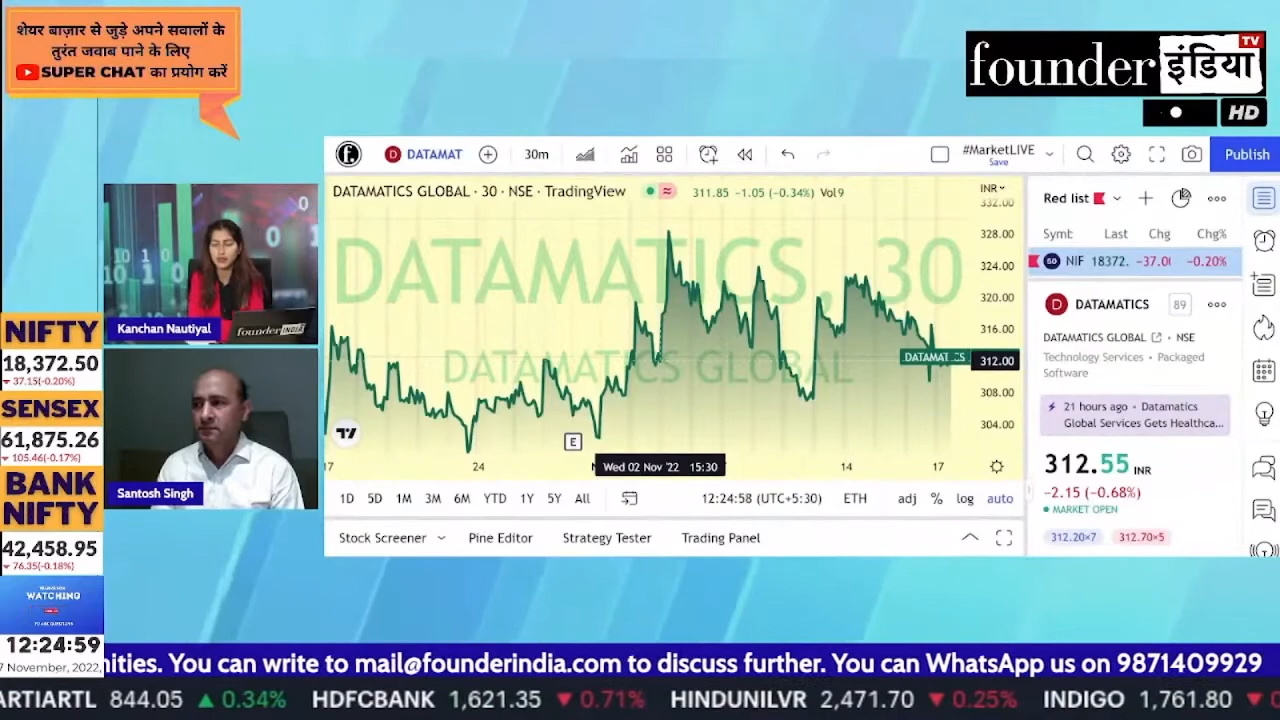 शेयर बाज़ार से जुड़े अपने सवालों के
तुरंत जवाब पाने के लिए
SUPER CHAT का प्रयोग करें
founder इंडिया TV
HD
DATAMAT
30m
#MarketLIVE
Save
Publish
DATAMATICS GLOBAL · 30 · NSE · TradingView
311.85 −1.05 (−0.34%) Vol9
INR
DATAMATICS 30
DATAMATICS GLOBAL
332.00
328.00
324.00
320.00
316.00
DATAMATICS 312.00
308.00
304.00
E
17
24
Wed 02 Nov '22 15:30
14
17
1D 5D 1M 3M 6M YTD 1Y 5Y All
12:24:58 (UTC+5:30) ETH adj % log auto
Stock Screener Pine Editor Strategy Tester Trading Panel
Red list
Symb Last Chg Chg%
50 NIF 18372. −37.0 −0.20%
D DATAMATICS 89
DATAMATICS GLOBAL · NSE
Technology Services · Packaged
Software
21 hours ago · Datamatics
Global Services Gets Healthca...
312.55 INR
−2.15 (−0.68%)
MARKET OPEN
312.20×7 312.70×5
Kanchan Nautiyal
founder INDIA
Santosh Singh
NIFTY
18,372.50
37.15(-0.20%)
SENSEX
61,875.26
105.46(-0.17%)
BANK
NIFTY
42,458.95
76.35(-0.18%)
WATCHING
12:24:59
7 November, 2022,
nities. You can write to mail@founderindia.com to discuss further. You can WhatsApp us on 9871409929
ARTIARTL 844.05 ▲ 0.34% HDFCBANK 1,621.35 ▼ 0.71% HINDUNILVR 2,471.70 ▼ 0.25% INDIGO 1,761.80 ▼